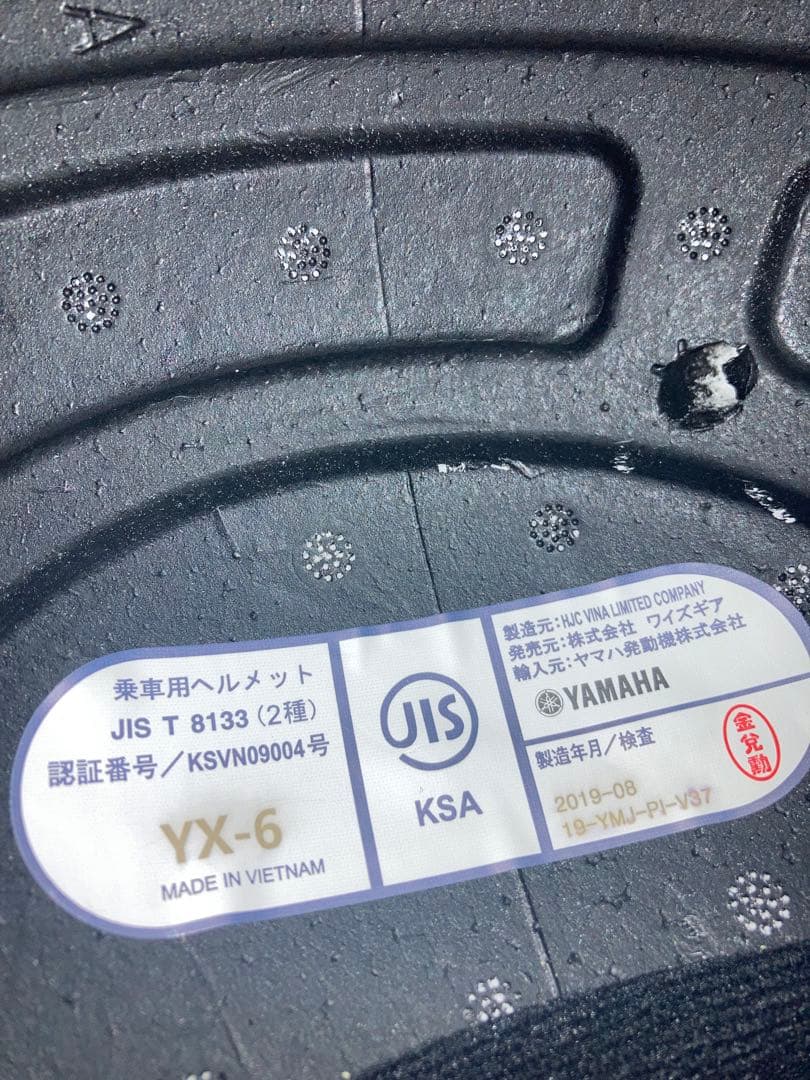 A
乗車用ヘルメット
JIS T 8133 (2種)
認証番号/KSVN09004号
YX-6
MADE IN VIETNAM
JIS
KSA
製造元:HJC VINA LIMITED COMPANY
発売元:株式会社 ワイズギア
輸入元:ヤマハ発動機株式会社
YAMAHA
製造年月/検査
2019-08
19-YMJ-PI-V37
金兌勳